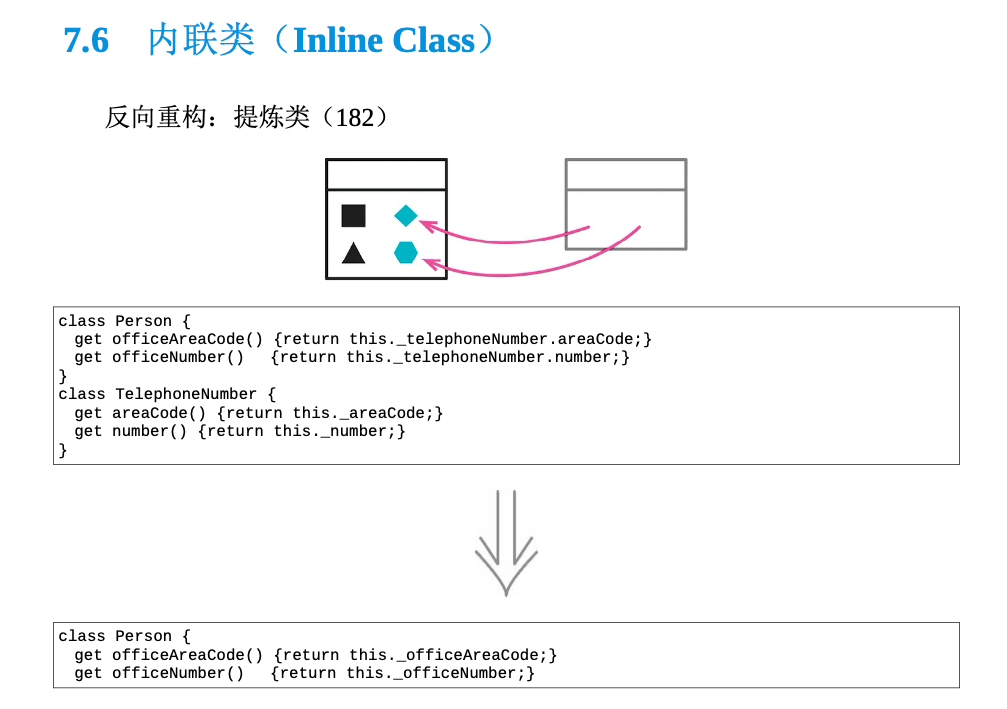 7.6 内联类（Inline Class）
反向重构：提炼类（182）
class Person {
  get officeAreaCode() {return this._telephoneNumber.areaCode;}
  get officeNumber()   {return this._telephoneNumber.number;}
}
class TelephoneNumber {
  get areaCode() {return this._areaCode;}
  get number() {return this._number;}
}
class Person {
  get officeAreaCode() {return this._officeAreaCode;}
  get officeNumber()   {return this._officeNumber;}